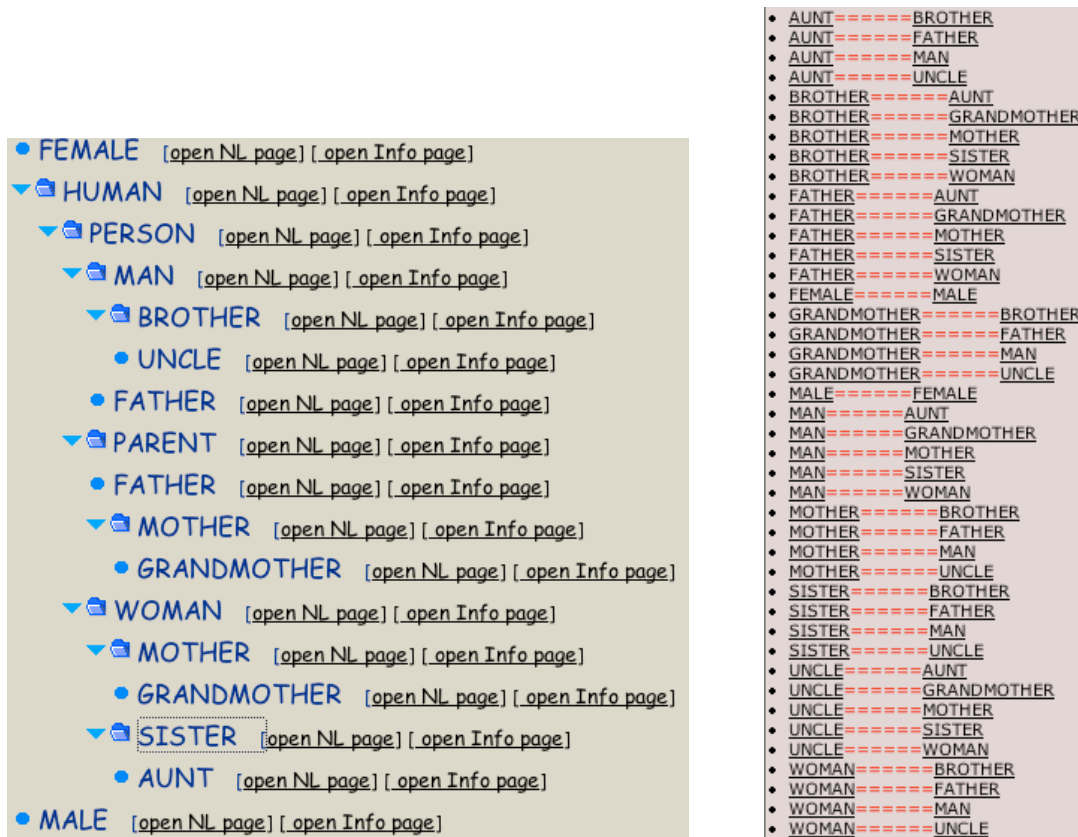 FEMALE [open NL page] [ open Info page]
HUMAN [open NL page] [ open Info page]
PERSON [open NL page] [ open Info page]
MAN [open NL page] [ open Info page]
BROTHER [open NL page] [ open Info page]
UNCLE [open NL page] [ open Info page]
FATHER [open NL page] [ open Info page]
PARENT [open NL page] [ open Info page]
FATHER [open NL page] [ open Info page]
MOTHER [open NL page] [ open Info page]
GRANDMOTHER [open NL page] [ open Info page]
WOMAN [open NL page] [ open Info page]
MOTHER [open NL page] [ open Info page]
GRANDMOTHER [open NL page] [ open Info page]
SISTER [open NL page] [ open Info page]
AUNT [open NL page] [ open Info page]
MALE [open NL page] [ open Info page]
AUNT======BROTHER
AUNT======FATHER
AUNT======MAN
AUNT======UNCLE
BROTHER======AUNT
BROTHER======GRANDMOTHER
BROTHER======MOTHER
BROTHER======SISTER
BROTHER======WOMAN
FATHER======AUNT
FATHER======GRANDMOTHER
FATHER======MOTHER
FATHER======SISTER
FATHER======WOMAN
FEMALE======MALE
GRANDMOTHER======BROTHER
GRANDMOTHER======FATHER
GRANDMOTHER======MAN
GRANDMOTHER======UNCLE
MALE======FEMALE
MAN======AUNT
MAN======GRANDMOTHER
MAN======MOTHER
MAN======SISTER
MAN======WOMAN
MOTHER======BROTHER
MOTHER======FATHER
MOTHER======MAN
MOTHER======UNCLE
SISTER======BROTHER
SISTER======FATHER
SISTER======MAN
SISTER======UNCLE
UNCLE======AUNT
UNCLE======GRANDMOTHER
UNCLE======MOTHER
UNCLE======SISTER
UNCLE======WOMAN
WOMAN======BROTHER
WOMAN======FATHER
WOMAN======MAN
WOMAN======UNCLE